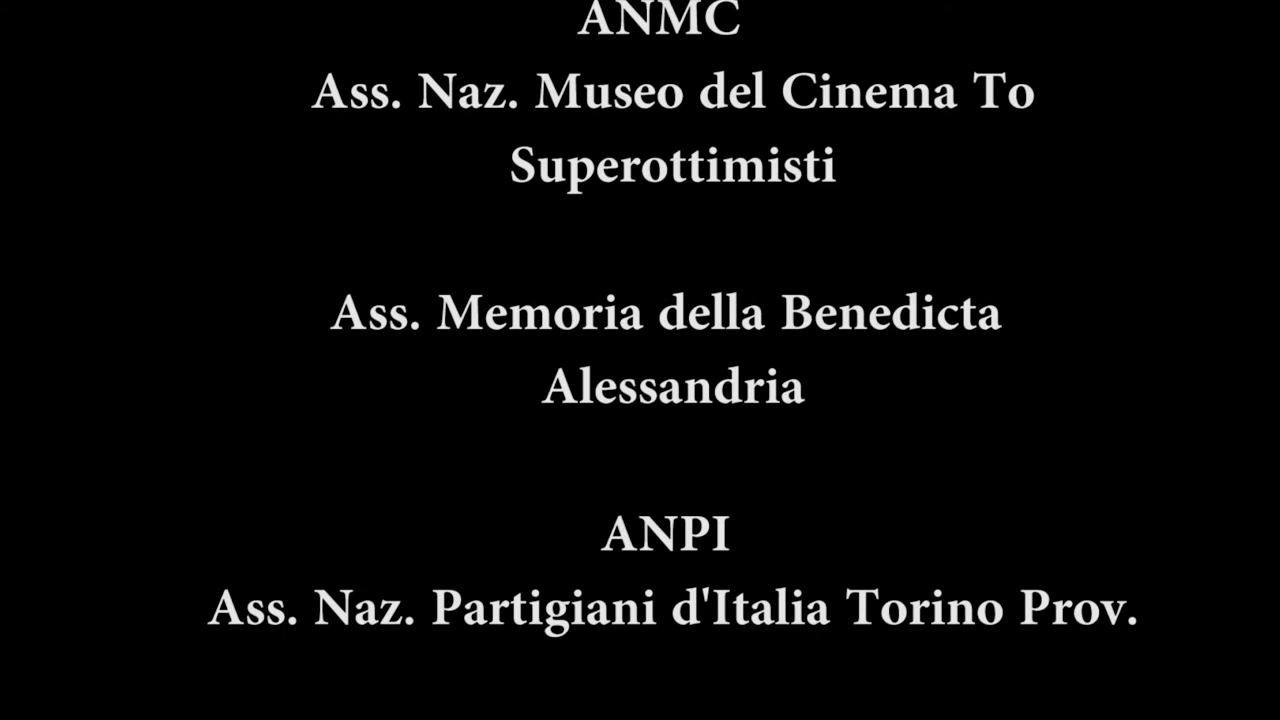 ANMC
Ass. Naz. Museo del Cinema To
Superottimisti
Ass. Memoria della Benedicta
Alessandria
ANPI
Ass. Naz. Partigiani d'Italia Torino Prov.